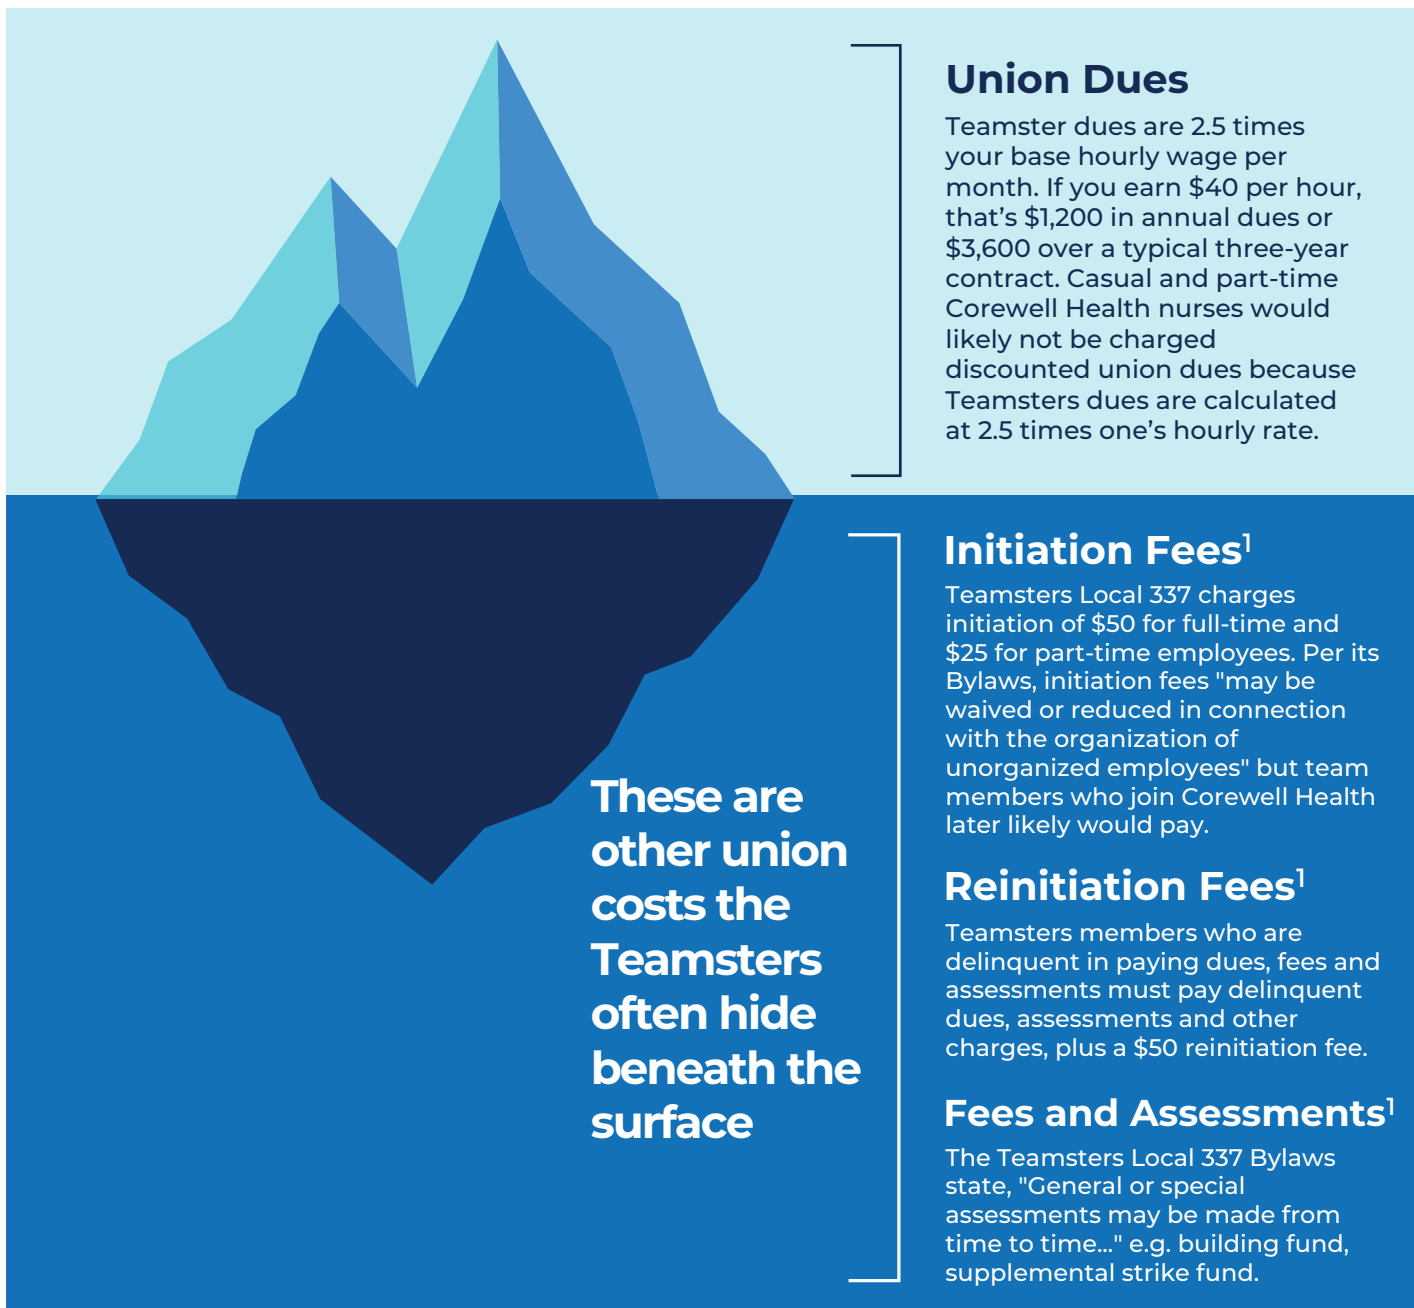 Union Dues
Teamster dues are 2.5 times
your base hourly wage per
month. If you earn $40 per hour,
that’s $1,200 in annual dues or
$3,600 over a typical three-year
contract. Casual and part-time
Corewell Health nurses would
likely not be charged
discounted union dues because
Teamsters dues are calculated
at 2.5 times one’s hourly rate.
These are
other union
costs the
Teamsters
often hide
beneath the
surface
Initiation Fees¹
Teamsters Local 337 charges
initiation of $50 for full-time and
$25 for part-time employees. Per its
Bylaws, initiation fees "may be
waived or reduced in connection
with the organization of
unorganized employees" but team
members who join Corewell Health
later likely would pay.
Reinitiation Fees¹
Teamsters members who are
delinquent in paying dues, fees and
assessments must pay delinquent
dues, assessments and other
charges, plus a $50 reinitiation fee.
Fees and Assessments¹
The Teamsters Local 337 Bylaws
state, "General or special
assessments may be made from
time to time..." e.g. building fund,
supplemental strike fund.